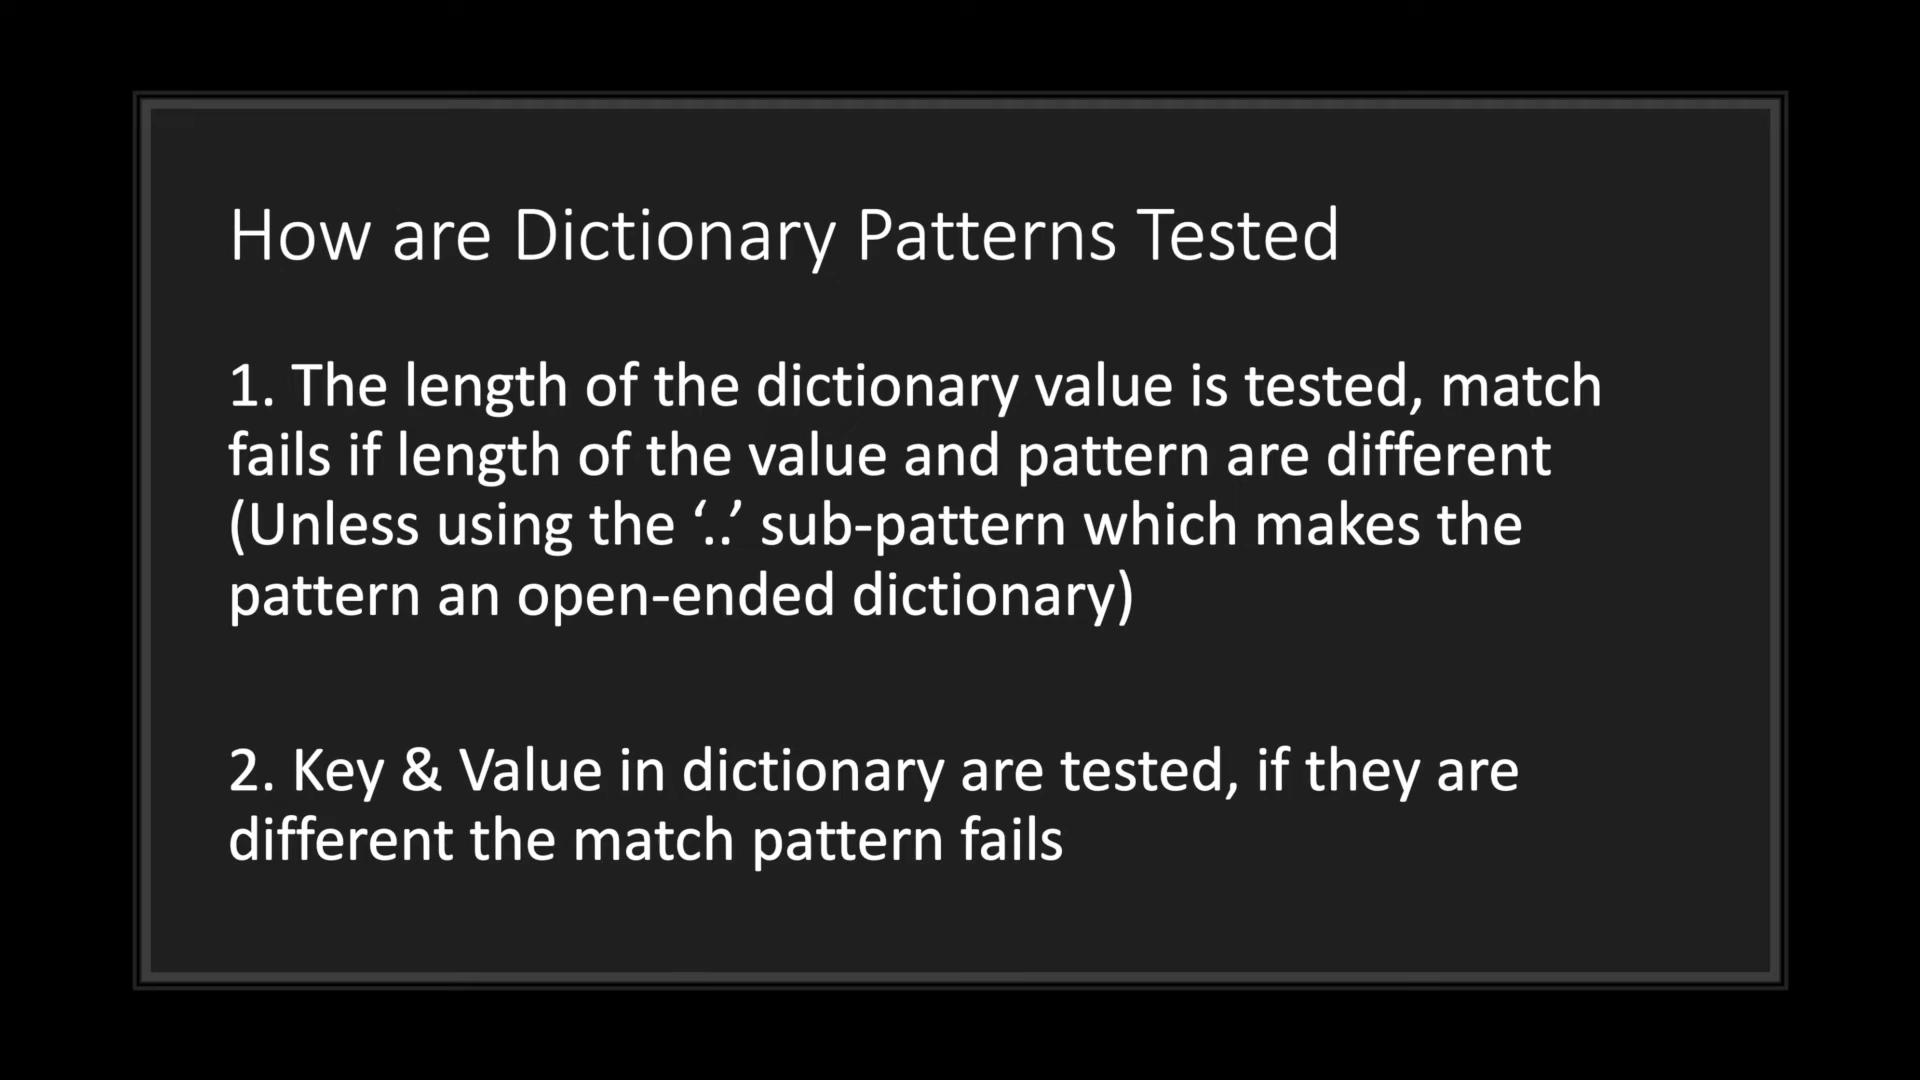 How are Dictionary Patterns Tested
1. The length of the dictionary value is tested, match
fails if length of the value and pattern are different
(Unless using the ‘..’ sub-pattern which makes the
pattern an open-ended dictionary)
2. Key & Value in dictionary are tested, if they are
different the match pattern fails